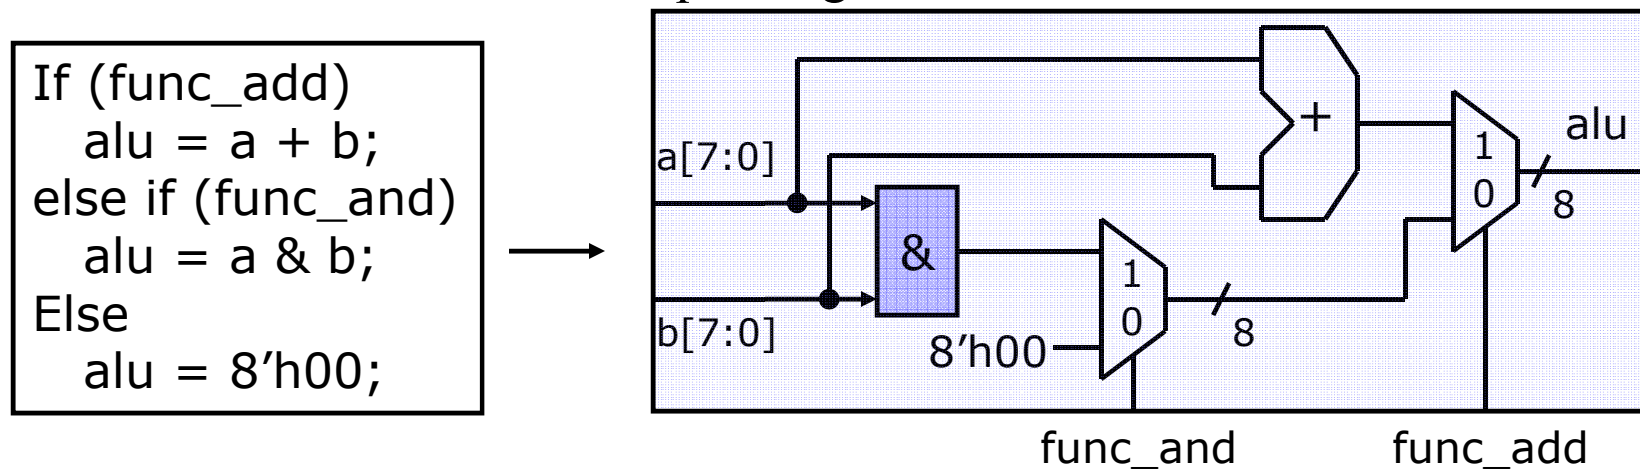 If (func_add)
alu = a + b;
else if (func_and)
alu = a & b;
Else
alu = 8’h00;
a[7:0]
b[7:0]
&
8’h00
1
0
8
+
1
0
alu
8
func_and
func_add